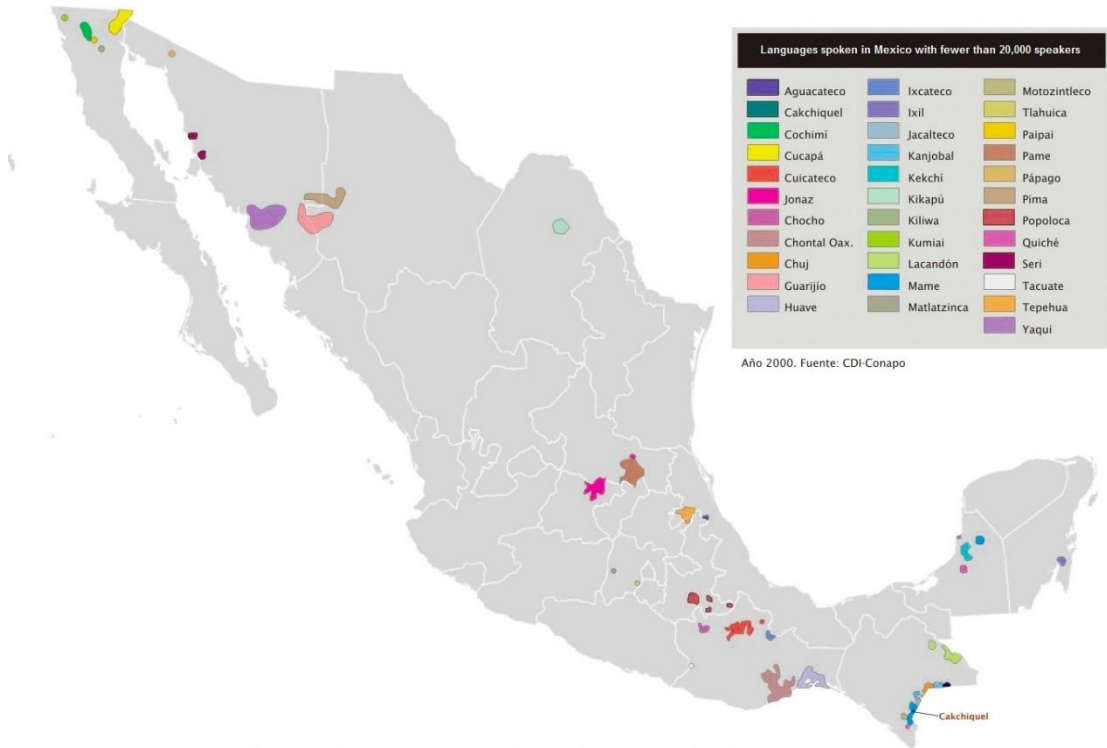 Languages spoken in Mexico with fewer than 20,000 speakers
Aguacateco
Cakchiquel
Cochimí
Cucapá
Cuicateco
Jonaz
Chocho
Chontal Oax.
Chuj
Guarijío
Huave
Ixcateco
Ixil
Jacalteco
Kanjobal
Kekchí
Kikapú
Kiliwa
Kumiai
Lacandón
Mame
Matlatzinca
Motozintleco
Tlahuica
Paipai
Pame
Pápago
Pima
Popoloca
Quiché
Seri
Tacuate
Tepehua
Yaqui
Año 2000. Fuente: CDI-Conapo
Cakchiquel